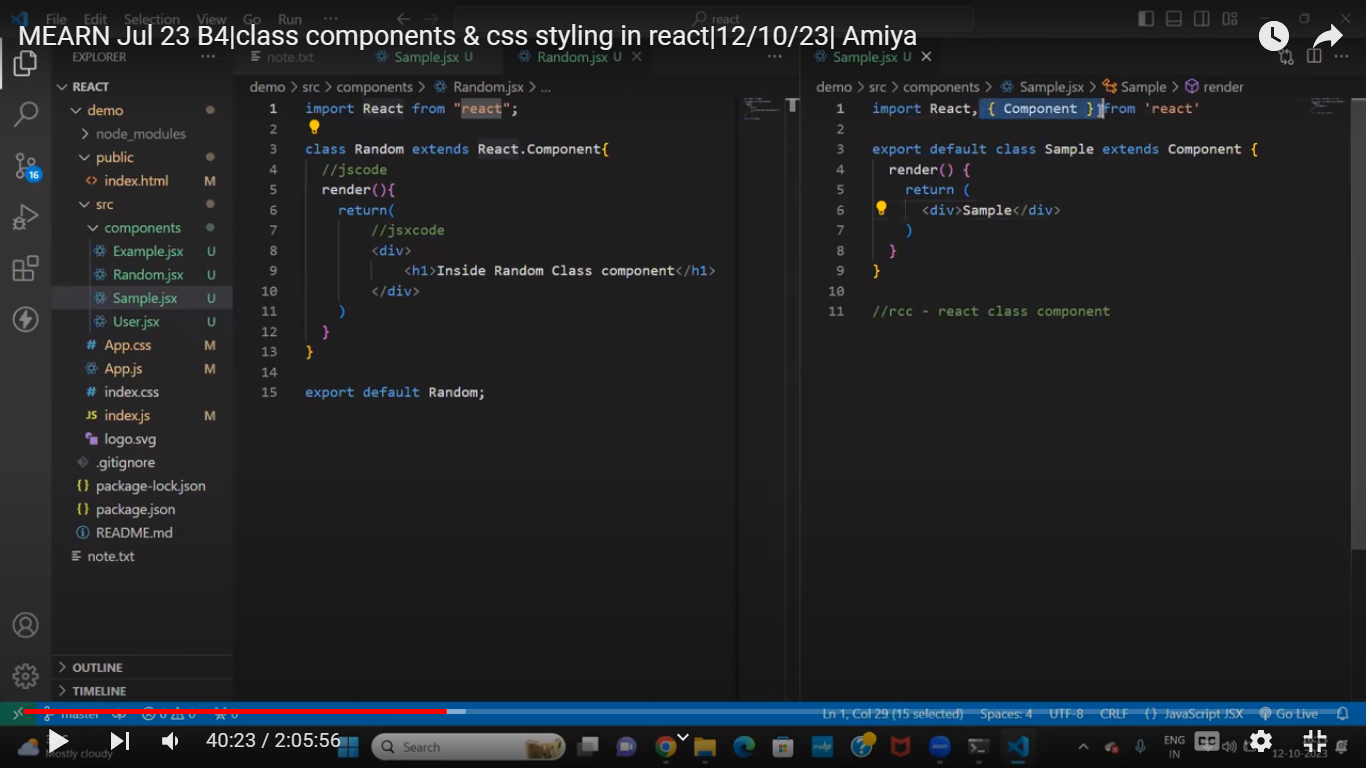 File Edit Selection View Go Run ... react
MEARN Jul 23 B4|class components & css styling in react|12/10/23| Amiya
EXPLORER
note.txt
Sample.jsx U
Random.jsx U
Sample.jsx U
REACT
demo
node_modules
public
index.html M
src
components
Example.jsx U
Random.jsx U
Sample.jsx U
User.jsx U
App.css M
App.js M
index.css
JS index.js M
logo.svg
.gitignore
{} package-lock.json
{} package.json
README.md
note.txt
16
OUTLINE
TIMELINE
demo > src > components > Random.jsx > ...
1 import React from "react";
2
3 class Random extends React.Component{
4 //jscode
5 render(){
6 return(
7 //jsxcode
8 <div>
9 <h1>Inside Random Class component</h1>
10 </div>
11 )
12 }
13 }
14
15 export default Random;
demo > src > components > Sample.jsx > Sample > render
1 import React, { Component } from 'react'
2
3 export default class Sample extends Component {
4 render() {
5 return (
6 <div>Sample</div>
7 )
8 }
9 }
10
11 //rcc - react class component
master 0 0 0
Ln 1, Col 29 (15 selected) Spaces: 4 UTF-8 CRLF {} JavaScript JSX Go Live
40:23 / 2:05:56
Mostly cloudy
Search
ENG
IN
CC
12-10-2023